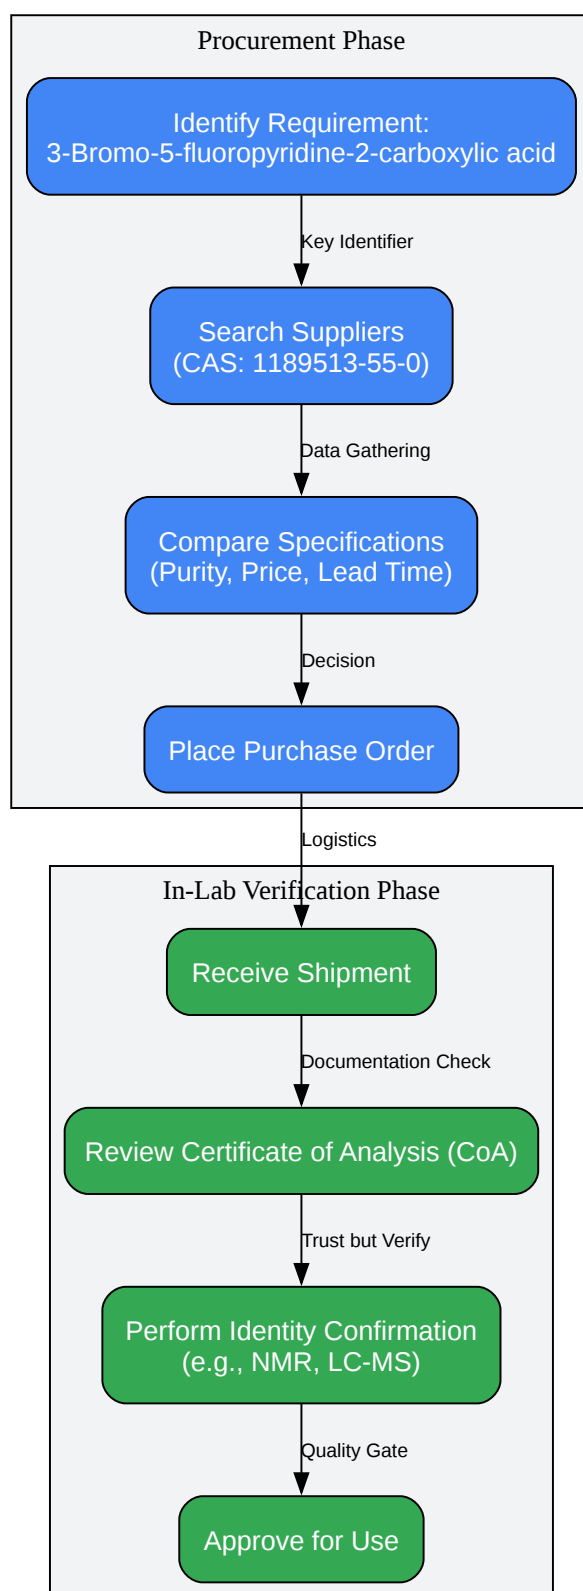 Procurement Phase
Identify Requirement:
3-Bromo-5-fluoropyridine-2-carboxylic acid
Key Identifier
Search Suppliers
(CAS: 1189513-55-0)
Data Gathering
Compare Specifications
(Purity, Price, Lead Time)
Decision
Place Purchase Order
Logistics
In-Lab Verification Phase
Receive Shipment
Documentation Check
Review Certificate of Analysis (CoA)
Trust but Verify
Perform Identity Confirmation
(e.g., NMR, LC-MS)
Quality Gate
Approve for Use